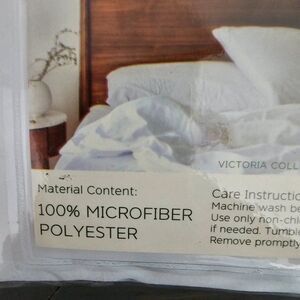 VICTORIA COLL
Material Content:
100% MICROFIBER
POLYESTER
Care Instructio
Machine wash be
Use only non-chl
if needed. Tumbl
Remove promptly